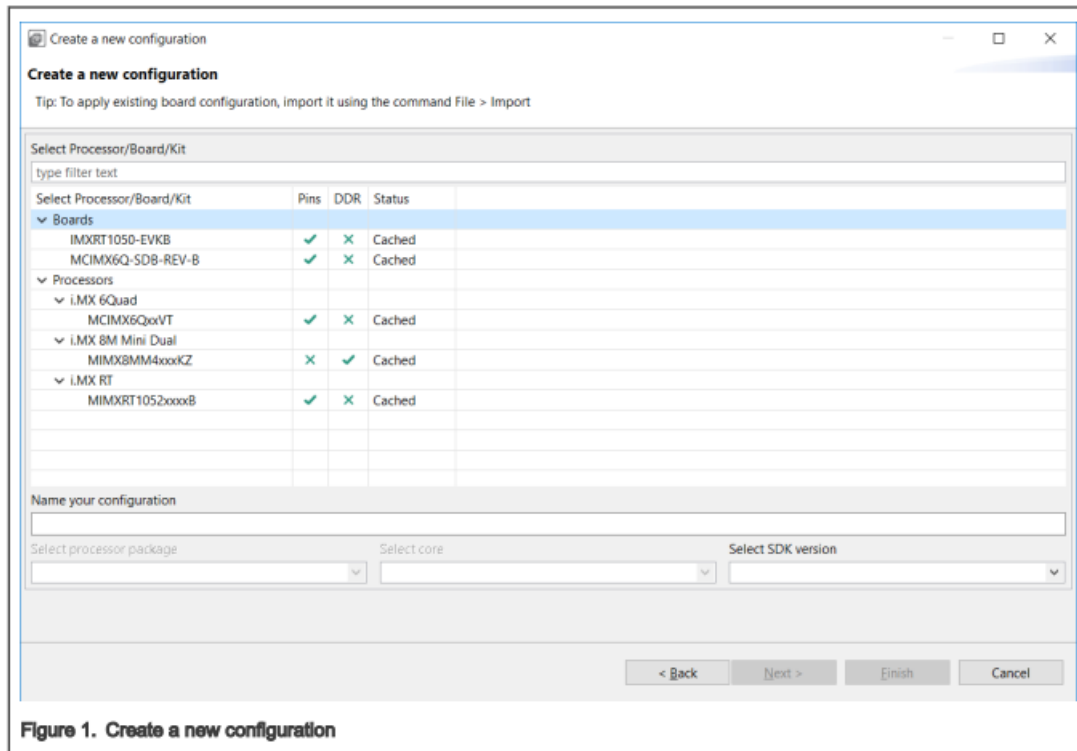 Create a new configuration
Create a new configuration
Tip: To apply existing board configuration, import it using the command File > Import
Select Processor/Board/Kit
type filter text
Select Processor/Board/Kit Pins DDR Status
Boards
IMXRT1050-EVKB Cached
MCIMX6Q-SDB-REV-B Cached
Processors
i.MX 6Quad
MCIMX6QxxVT Cached
i.MX 8M Mini Dual
MIMX8MM4xxxKZ Cached
i.MX RT
MIMXRT1052xxxxB Cached
Name your configuration
Select processor package Select core Select SDK version
< Back Next > Finish Cancel
Figure 1. Create a new configuration